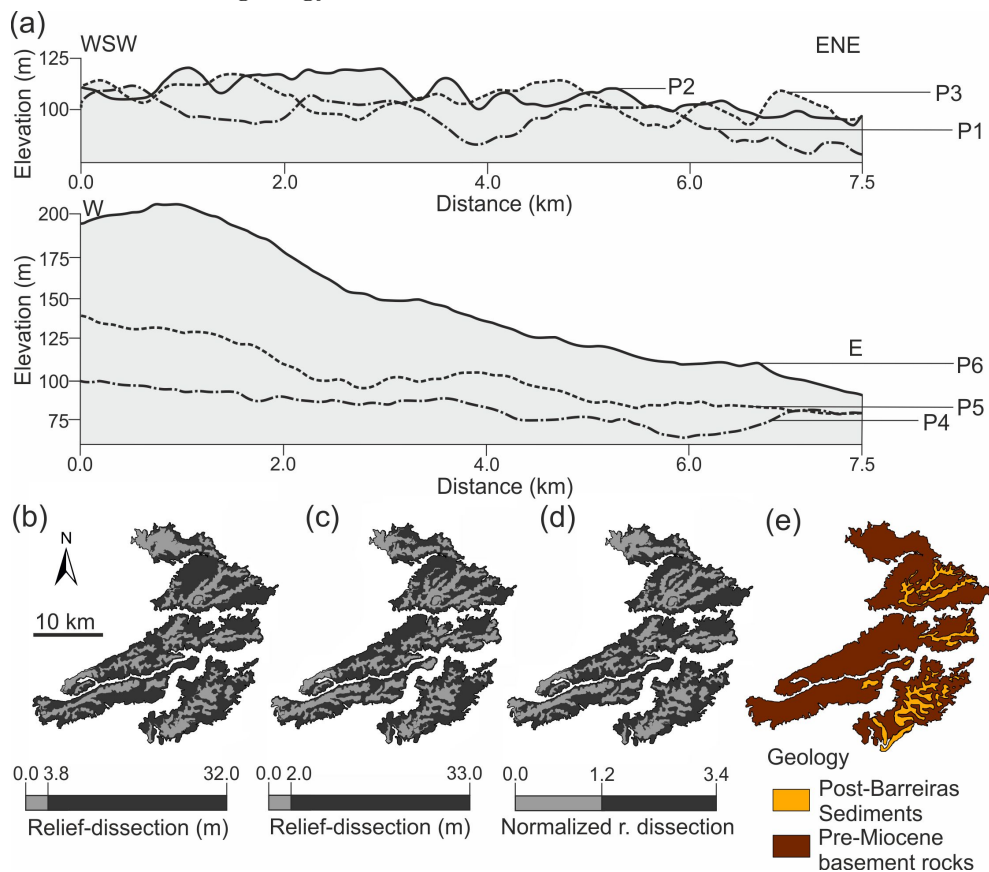 (a)
WSW
ENE
Elevation (m)
125
100
P2
P3
P1
0.0 2.0 4.0 6.0 7.5
Distance (km)
W
E
Elevation (m)
200
175
150
125
100
75
P6
P5
P4
0.0 2.0 4.0 6.0 7.5
Distance (km)
(b) (c) (d) (e)
N
10 km
0.0 3.8 32.0
Relief-dissection (m)
0.0 2.0 33.0
Relief-dissection (m)
0.0 1.2 3.4
Normalized r. dissection
Geology
Post-Barreiras
Sediments
Pre-Miocene
basement rocks